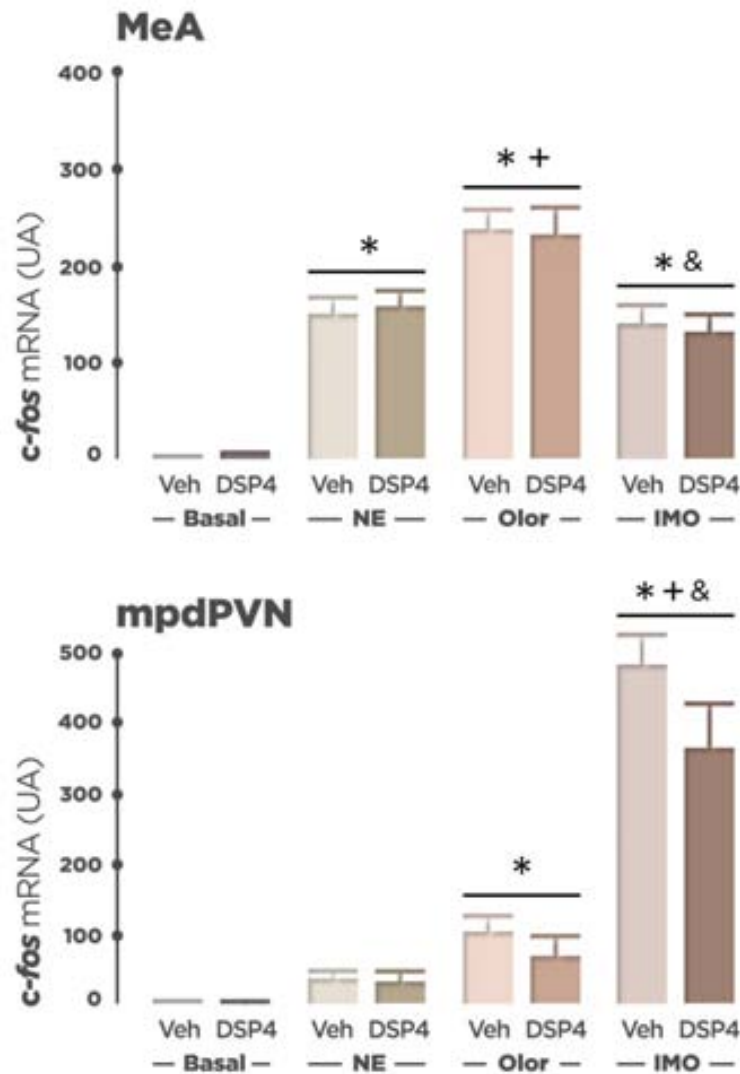 MeA
c-fos mRNA (UA)
400
300
200
100
0
* 
* +
* &
Veh DSP4 Veh DSP4 Veh DSP4 Veh DSP4
Basal NE Olor IMO
mpdPVN
c-fos mRNA (UA)
500
400
300
200
100
0
*
* + &
Veh DSP4 Veh DSP4 Veh DSP4 Veh DSP4
Basal NE Olor IMO